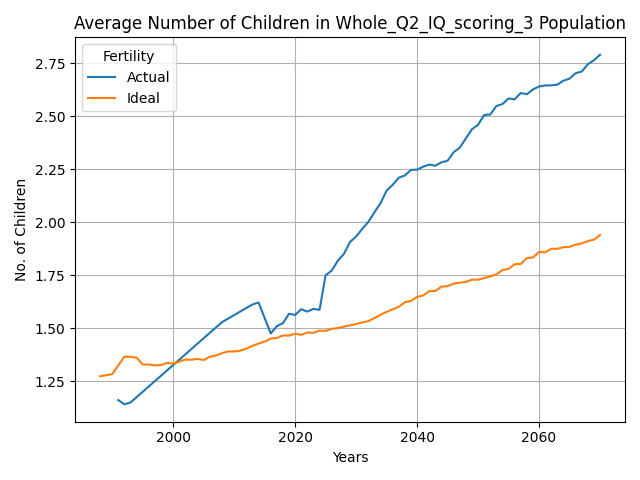 Average Number of Children in Whole_Q2_IQ_scoring_3 Population
Fertility
Actual
Ideal
No. of Children
2.75
2.50
2.25
2.00
1.75
1.50
1.25
2000
2020
2040
2060
Years